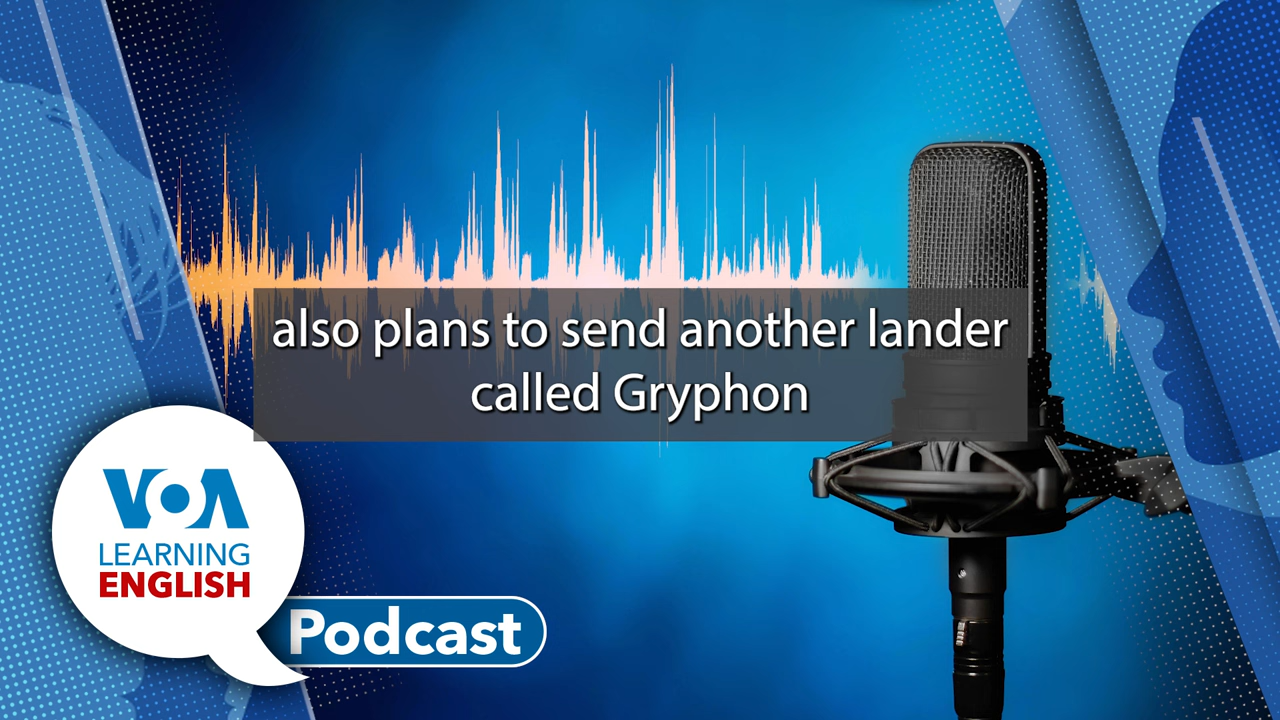 also plans to send another lander
called Gryphon
VOA
LEARNING
ENGLISH
Podcast